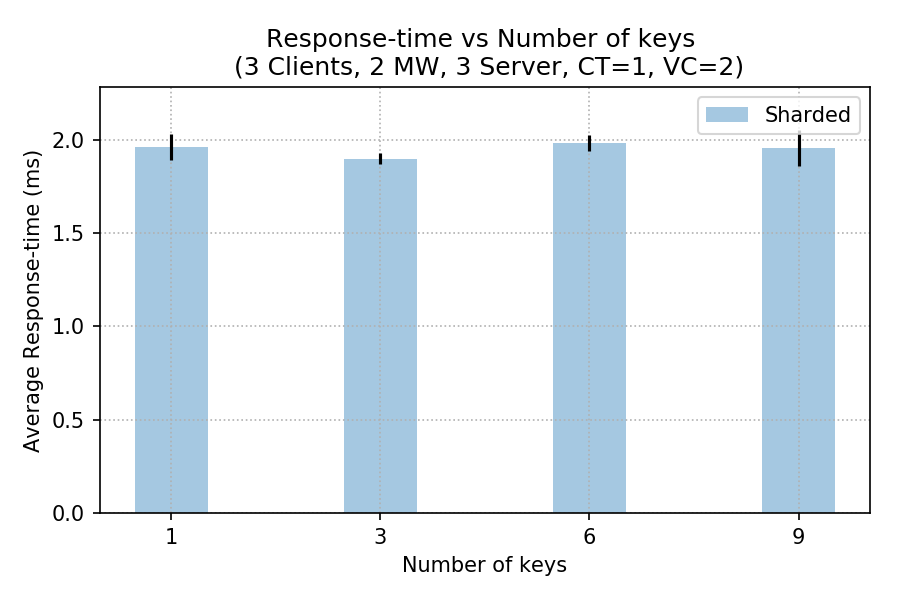 Response-time vs Number of keys
(3 Clients, 2 MW, 3 Server, CT=1, VC=2)
Sharded
2.0
1.5
1.0
0.5
0.0
Average Response-time (ms)
1 3 6 9
Number of keys